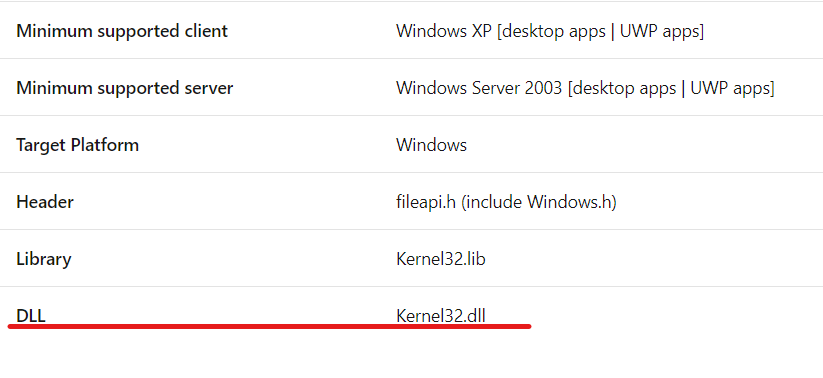 Minimum supported client Windows XP [desktop apps | UWP apps]
Minimum supported server Windows Server 2003 [desktop apps | UWP apps]
Target Platform Windows
Header fileapi.h (include Windows.h)
Library Kernel32.lib
DLL Kernel32.dll